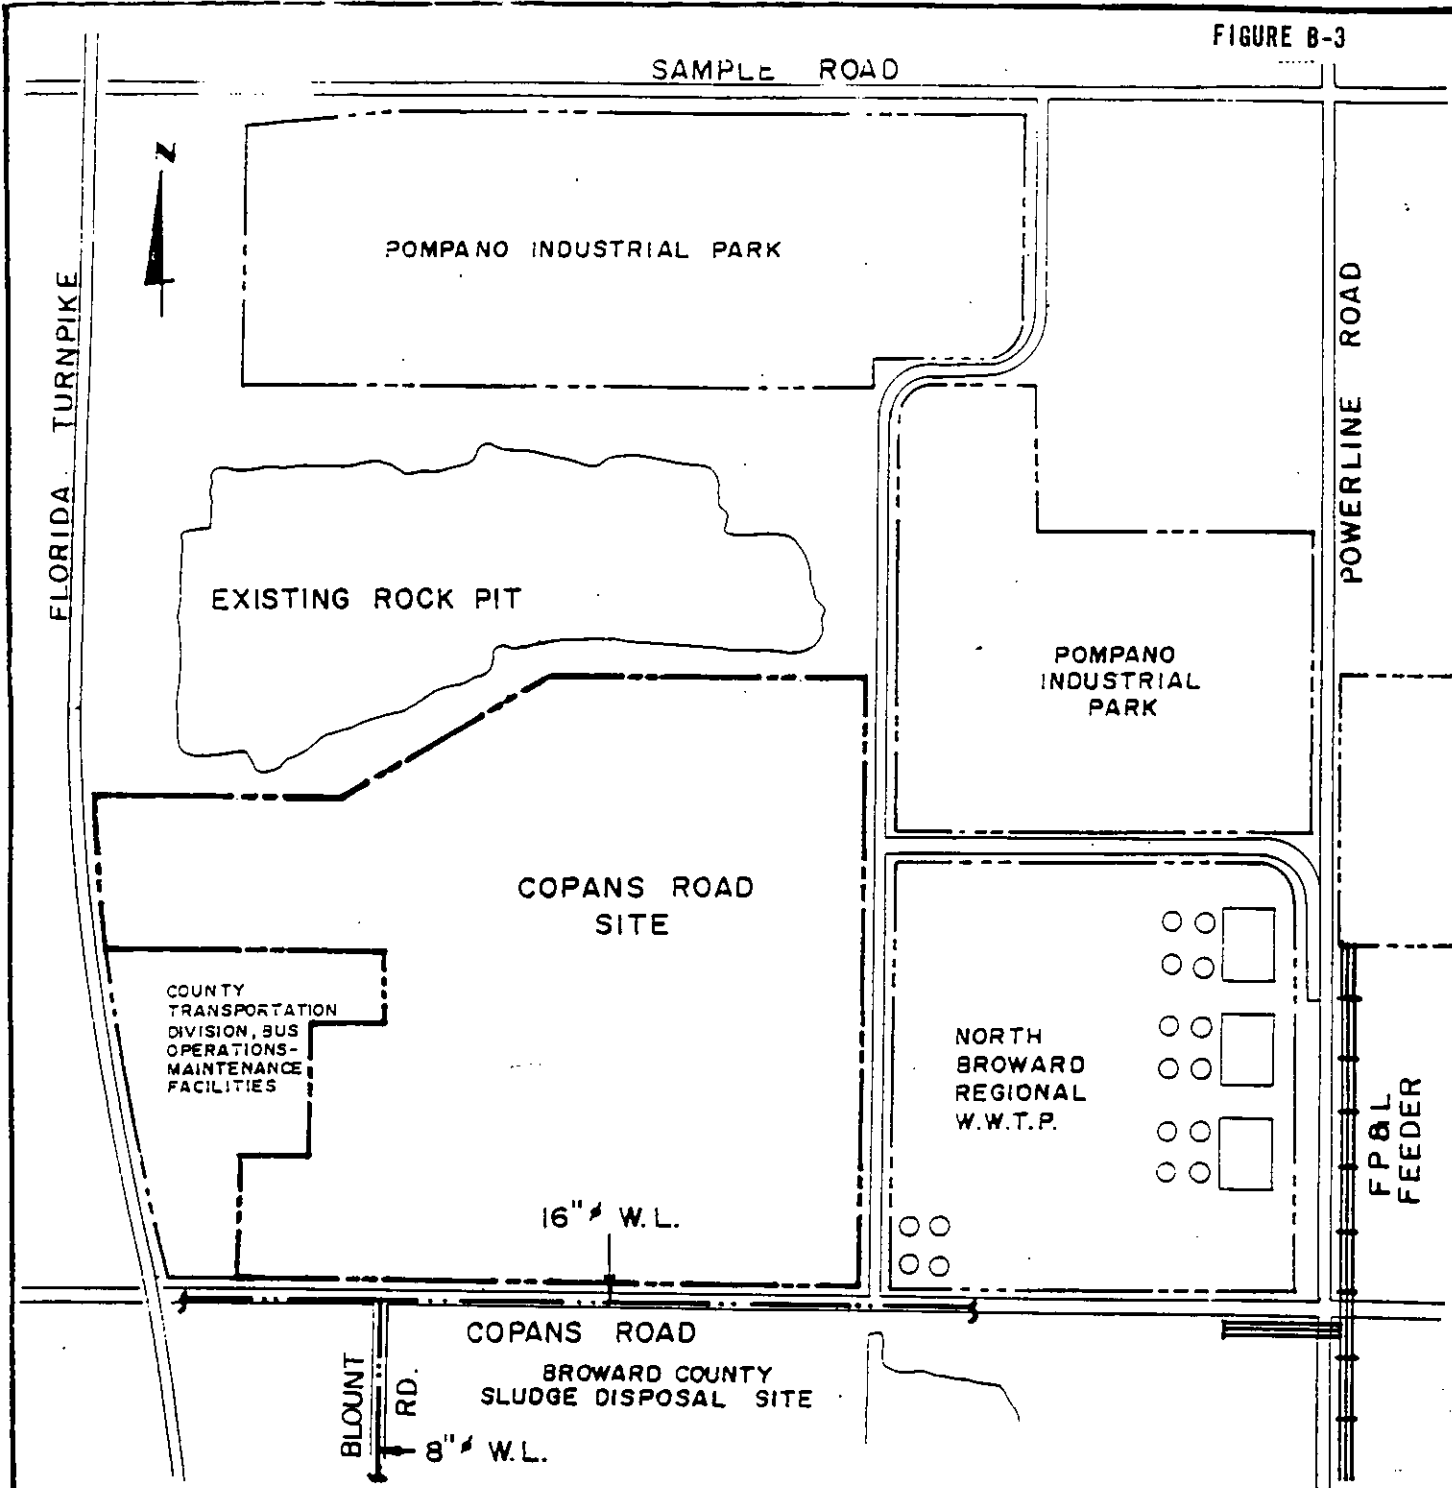 FIGURE B-3
SAMPLE ROAD
Z
POMPANO INDUSTRIAL PARK
FLORIDA TURNPIKE
POWERLINE ROAD
EXISTING ROCK PIT
POMPANO
INDUSTRIAL
PARK
COPANS ROAD
SITE
COUNTY
TRANSPORTATION
DIVISION, BUS
OPERATIONS-
MAINTENANCE
FACILITIES
NORTH
BROWARD
REGIONAL
W.W.T.P.
FP&L
FEEDER
16"ø W.L.
COPANS ROAD
BROWARD COUNTY
SLUDGE DISPOSAL SITE
BLOUNT
RD.
8"ø W.L.